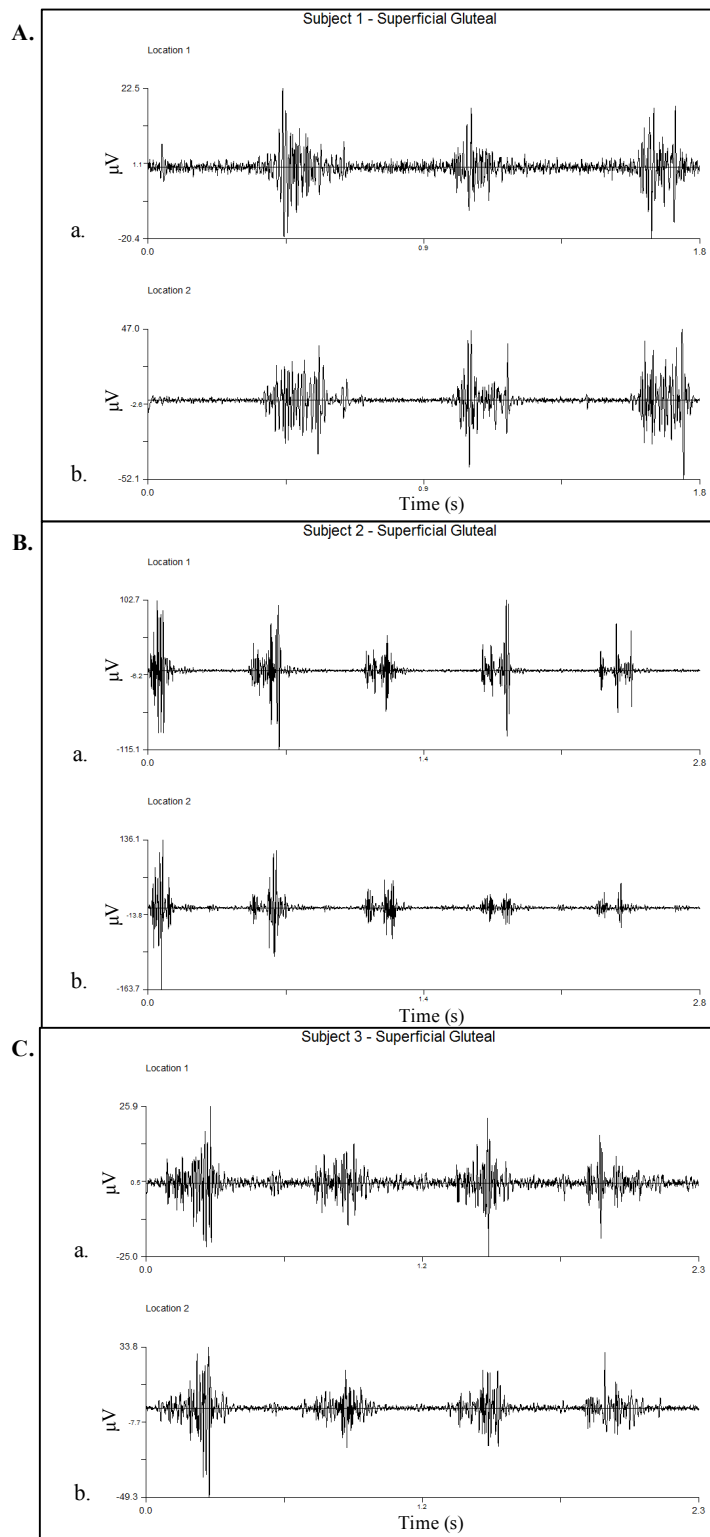 A.
Subject 1 - Superficial Gluteal
Location 1
22.5
1.1
µV
-20.4
a.
0.0
0.9
1.8
Location 2
47.0
-2.6
µV
-52.1
b.
0.0
0.9
1.8
Time (s)
B.
Subject 2 - Superficial Gluteal
Location 1
102.7
-6.2
µV
-115.1
a.
0.0
1.4
2.8
Location 2
136.1
-13.8
µV
-163.7
b.
0.0
1.4
2.8
Time (s)
C.
Subject 3 - Superficial Gluteal
Location 1
25.9
0.5
µV
-25.0
a.
0.0
1.2
2.3
Location 2
33.8
-7.7
µV
-49.3
b.
0.0
1.2
2.3
Time (s)